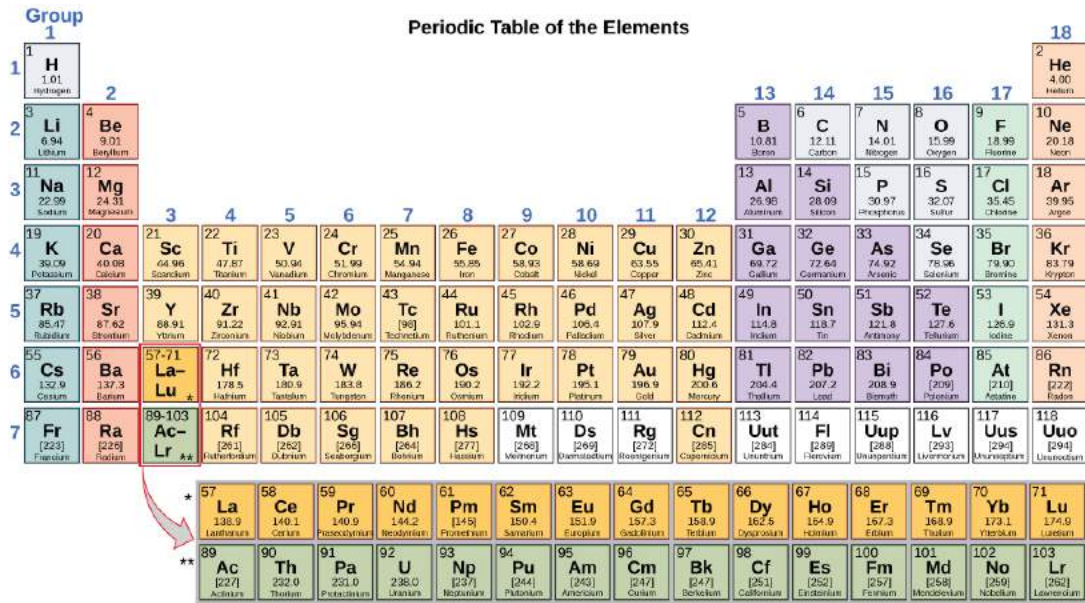 Periodic Table of the Elements
Group
1 18
1 2
H He
1.01 4.00
Hydrogen Helium
1
2 13 14 15 16 17
3 4 5 6 7 8 9 10
2 Li Be B C N O F Ne
6.94 9.01 10.81 12.11 14.01 15.99 18.99 20.18
Lithium Beryllium Boron Carbon Nitrogen Oxygen Fluorine Neon
11 12 13 14 15 16 17 18
3 Na Mg Al Si P S Cl Ar
22.99 24.31 26.98 28.09 30.97 32.07 35.45 39.95
Sodium Magnesium Aluminum Silicon Phosphorus Sulfur Chlorine Argon
3 4 5 6 7 8 9 10 11 12
19 20 21 22 23 24 25 26 27 28 29 30 31 32 33 34 35 36
4 K Ca Sc Ti V Cr Mn Fe Co Ni Cu Zn Ga Ge As Se Br Kr
39.09 40.08 44.96 47.87 50.94 51.99 54.94 55.85 58.93 58.69 63.55 65.41 69.72 72.64 74.92 78.96 79.90 83.79
Potassium Calcium Scandium Titanium Vanadium Chromium Manganese Iron Cobalt Nickel Copper Zinc Gallium Germanium Arsenic Selenium Bromine Krypton
37 38 39 40 41 42 43 44 45 46 47 48 49 50 51 52 53 54
5 Rb Sr Y Zr Nb Mo Tc Ru Rh Pd Ag Cd In Sn Sb Te I Xe
85.47 87.62 88.91 91.22 92.91 95.94 [98] 101.1 102.9 106.4 107.9 112.4 114.8 118.7 121.8 127.6 126.9 131.3
Rubidium Strontium Yttrium Zirconium Niobium Molybdenum Technetium Ruthenium Rhodium Palladium Silver Cadmium Indium Tin Antimony Tellurium Iodine Xenon
55 56 57-71 72 73 74 75 76 77 78 79 80 81 82 83 84 85 86
6 Cs Ba La–Lu * Hf Ta W Re Os Ir Pt Au Hg Tl Pb Bi Po At Rn
132.9 137.3 178.5 180.9 183.8 186.2 190.2 192.2 195.1 196.9 200.6 204.4 207.2 208.9 [209] [210] [222]
Cesium Barium Hafnium Tantalum Tungsten Rhenium Osmium Iridium Platinum Gold Mercury Thallium Lead Bismuth Polonium Astatine Radon
87 88 89-103 104 105 106 107 108 109 110 111 112 113 114 115 116 117 118
7 Fr Ra Ac–Lr ** Rf Db Sg Bh Hs Mt Ds Rg Cn Uut Fl Uup Lv Uus Uuo
[223] [226] [261] [262] [266] [264] [277] [268] [269] [272] [285] [284] [289] [288] [293] [294] [294]
Francium Radium Rutherfordium Dubnium Seaborgium Bohrium Hassium Meitnerium Darmstadtium Roentgenium Copernicium Flerovium Livermorium
57 58 59 60 61 62 63 64 65 66 67 68 69 70 71
* La Ce Pr Nd Pm Sm Eu Gd Tb Dy Ho Er Tm Yb Lu
138.9 140.1 140.9 144.2 [145] 150.4 151.9 157.3 158.9 162.5 164.9 167.3 168.9 173.1 174.9
Lanthanum Cerium Praseodymium Neodymium Promethium Samarium Europium Gadolinium Terbium Dysprosium Holmium Erbium Thulium Ytterbium Lutetium
89 90 91 92 93 94 95 96 97 98 99 100 101 102 103
** Ac Th Pa U Np Pu Am Cm Bk Cf Es Fm Md No Lr
[227] 232.0 231.0 238.0 [237] [244] [243] [247] [247] [251] [252] [257] [258] [259] [262]
Actinium Thorium Protactinium Uranium Neptunium Plutonium Americium Curium Berkelium Californium Einsteinium Fermium Mendelevium Nobelium Lawrencium